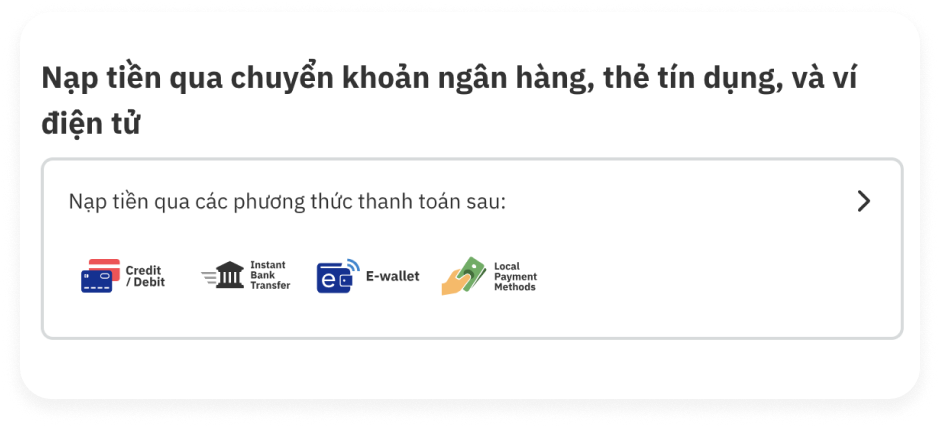 Nạp tiền qua chuyển khoản ngân hàng, thẻ tín dụng, và ví
điện tử
Nạp tiền qua các phương thức thanh toán sau:
Credit
/ Debit
Instant
Bank
Transfer
E-wallet
Local
Payment
Methods